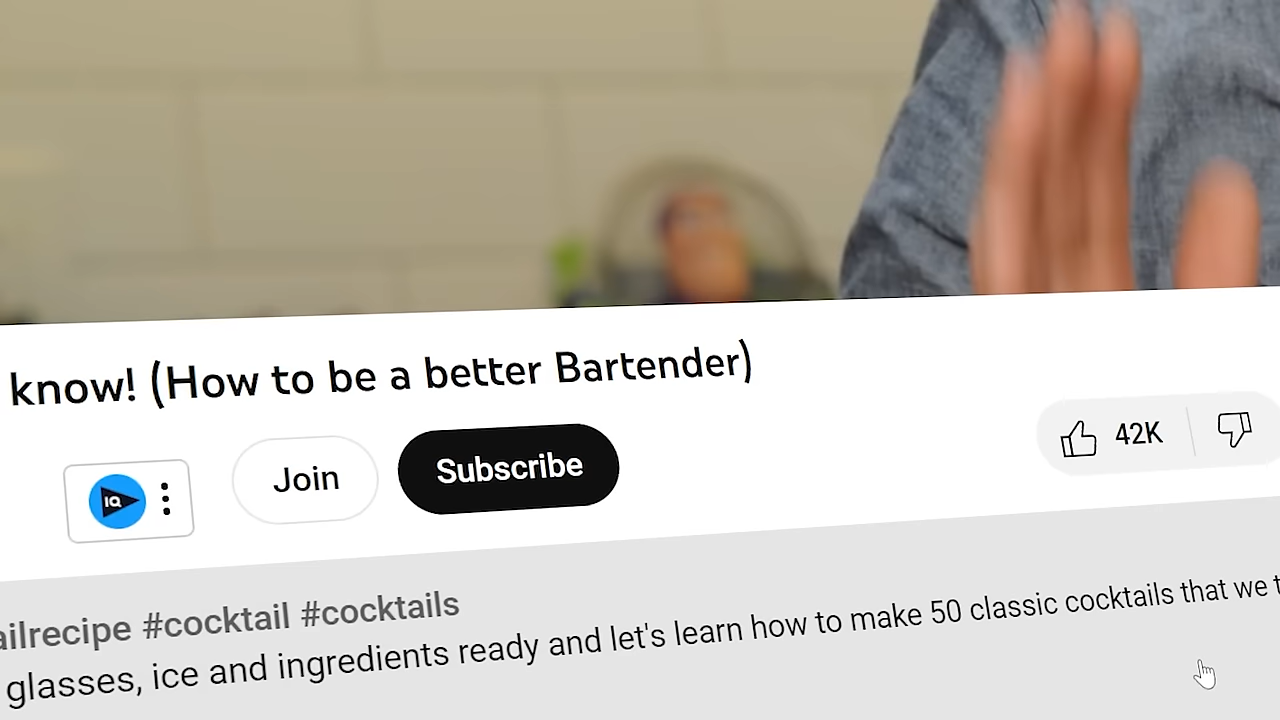 know! (How to be a better Bartender)
IQ
Join
Subscribe
42K
ailrecipe #cocktail #cocktails
glasses, ice and ingredients ready and let's learn how to make 50 classic cocktails that we t